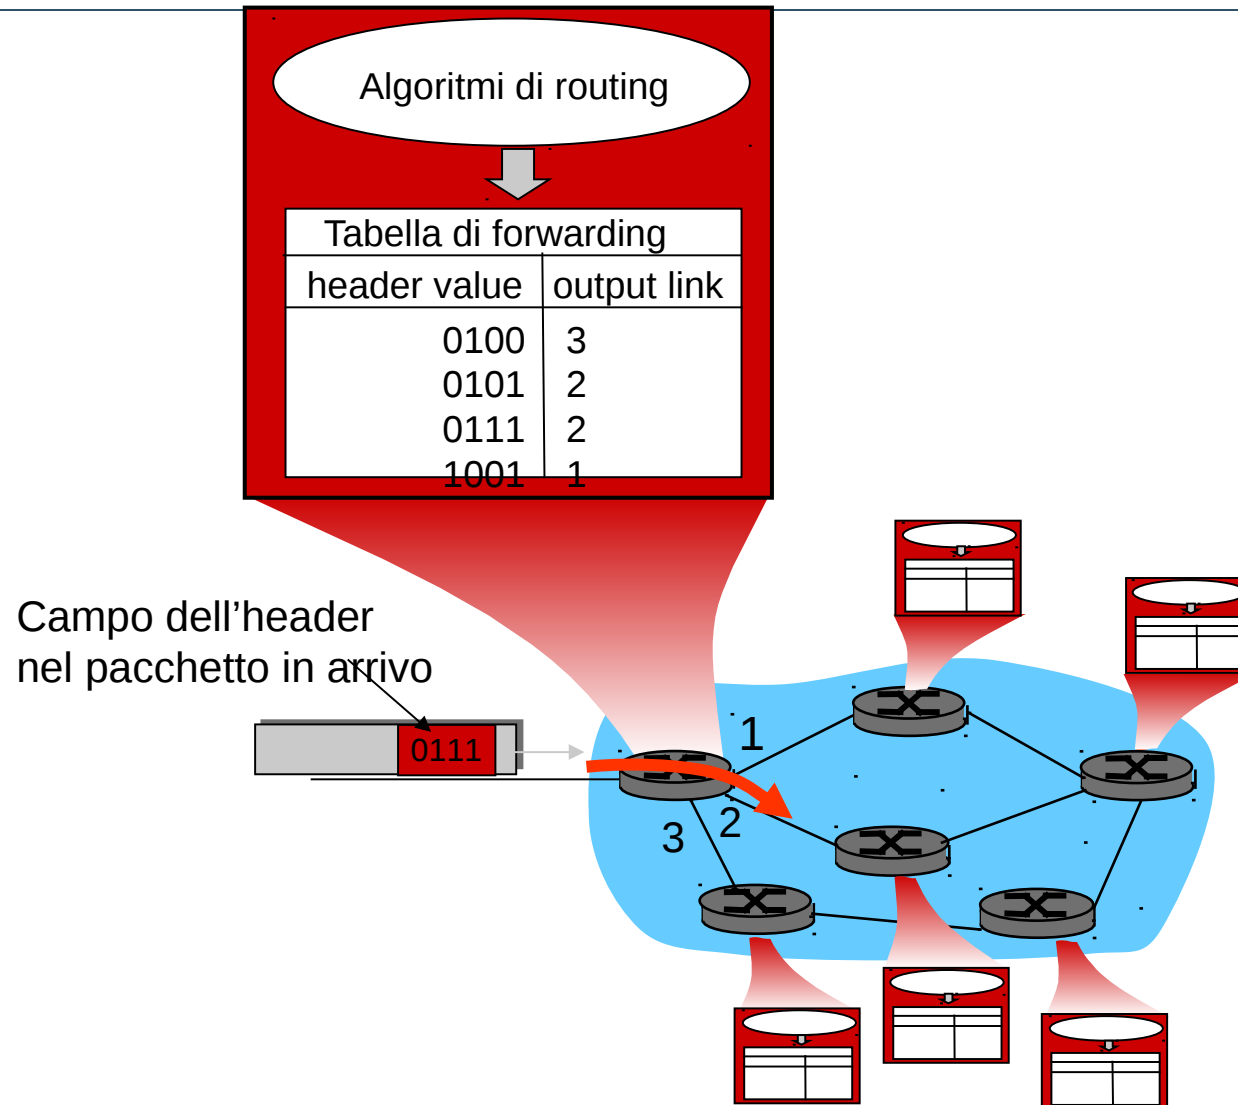 Algoritmi di routing
Tabella di forwarding
header value output link
0100 3
0101 2
0111 2
1001 1
Campo dell’header
nel pacchetto in arrivo
0111
1
2
3